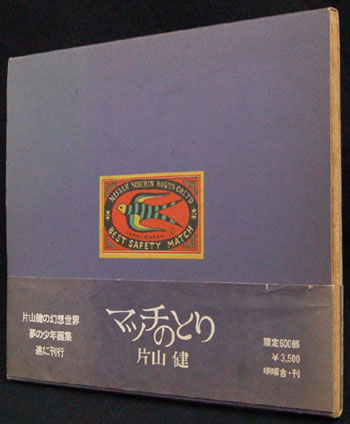 NISSAN NOHRIN KOGYO CO LTD
BEST SAFETY MATCH
片山健の幻想世界
夢の少年画集
遂に刊行
マッチのとり
片山 健
限定600部
¥3,500